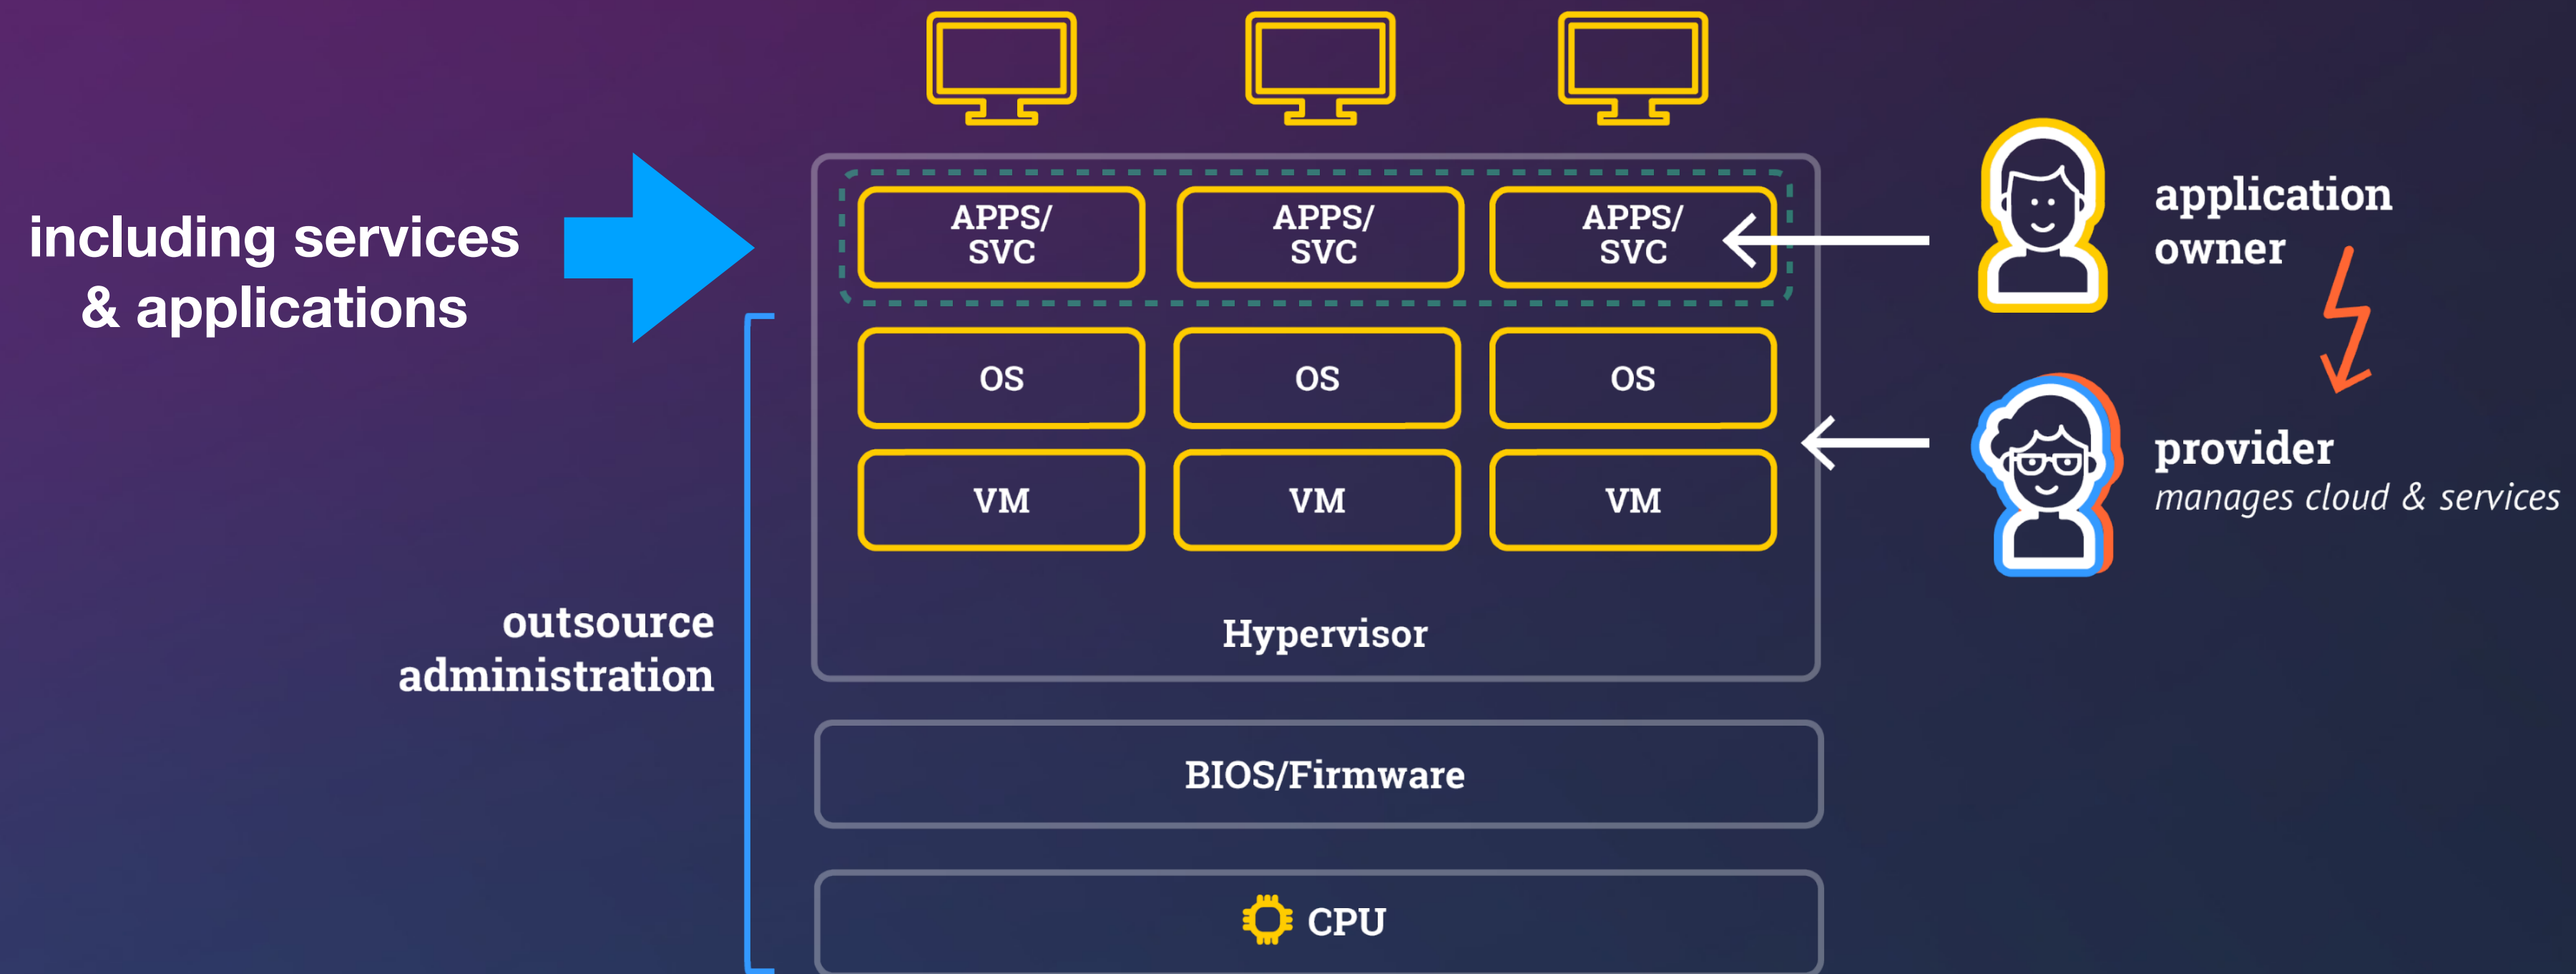 including services
& applications
APPS/
SVC
APPS/
SVC
APPS/
SVC
application
owner
OS
OS
OS
provider
manages cloud & services
VM
VM
VM
outsource
administration
Hypervisor
BIOS/Firmware
CPU